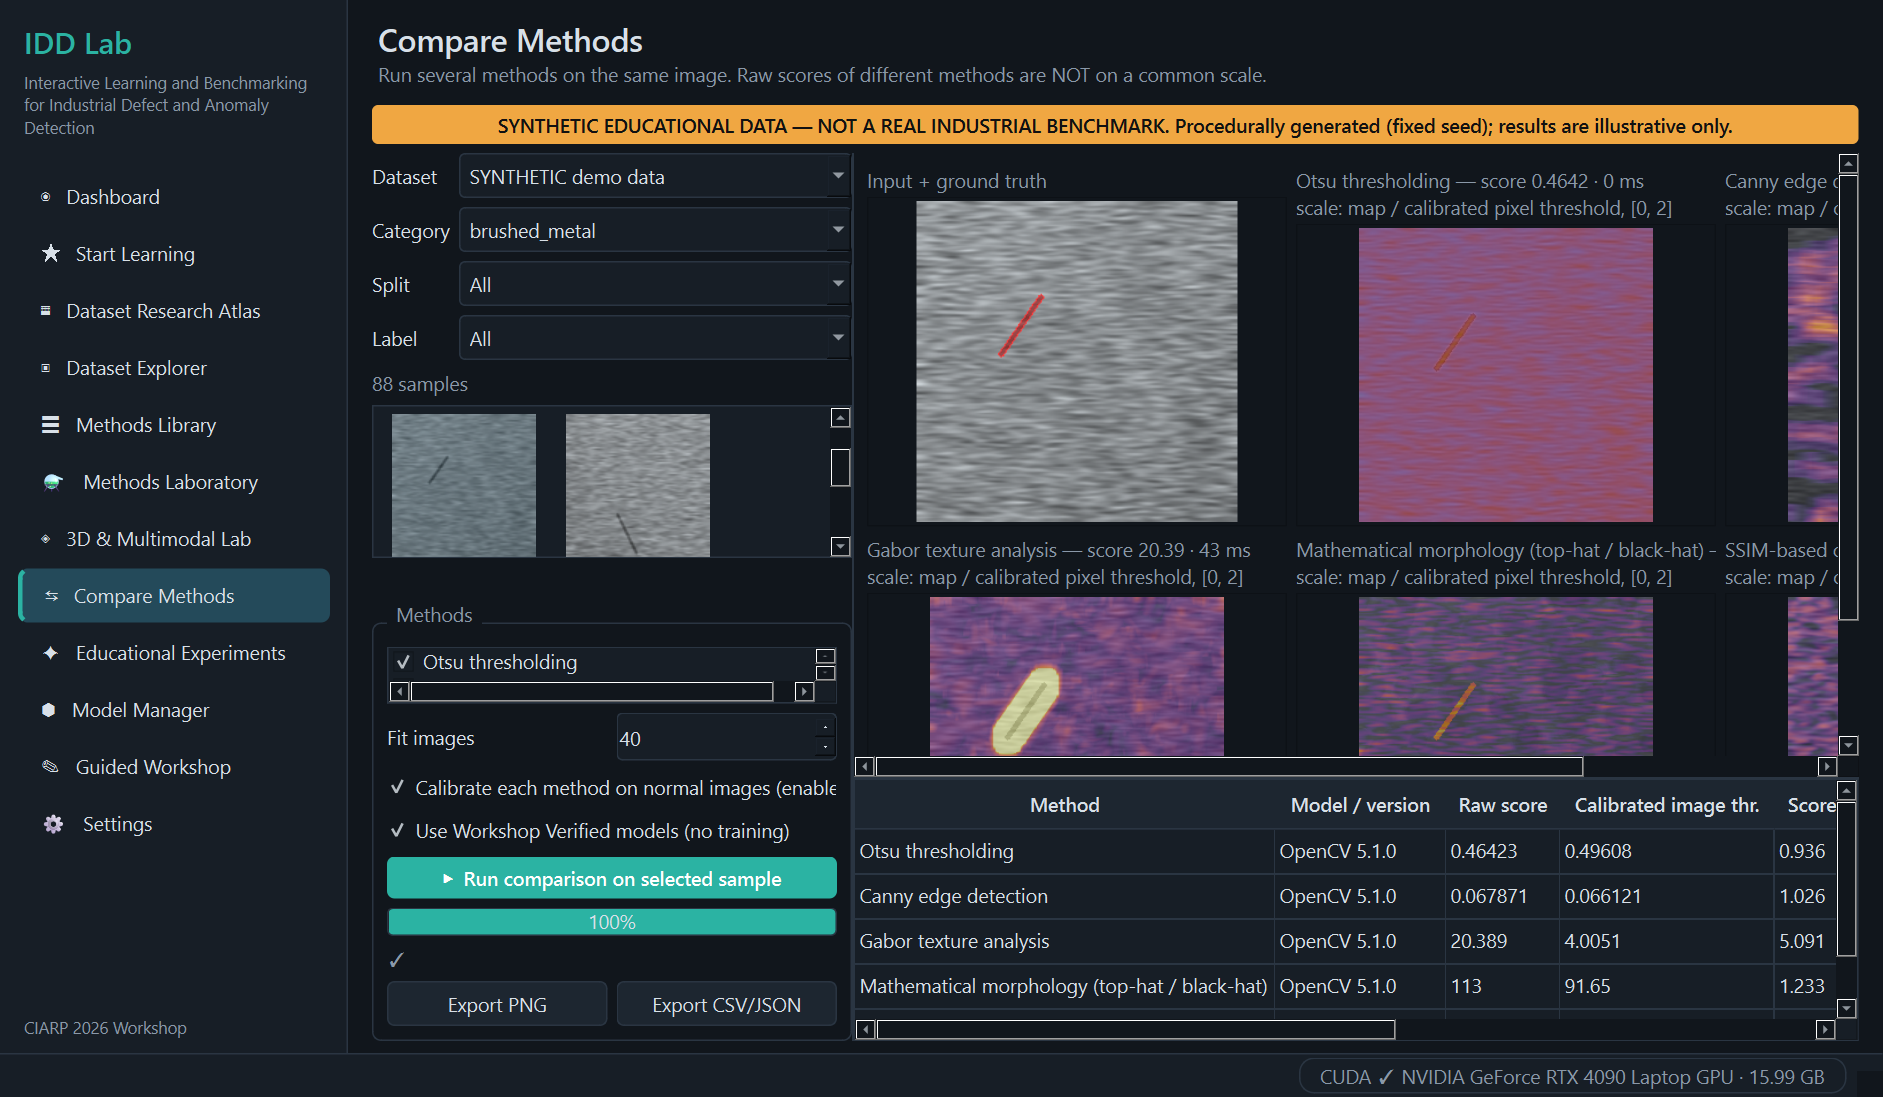 IDD Lab
Interactive Learning and Benchmarking
for Industrial Defect and Anomaly
Detection
Dashboard
Start Learning
Dataset Research Atlas
Dataset Explorer
Methods Library
Methods Laboratory
3D & Multimodal Lab
Compare Methods
Educational Experiments
Model Manager
Guided Workshop
Settings
CIARP 2026 Workshop
Compare Methods
Run several methods on the same image. Raw scores of different methods are NOT on a common scale.
SYNTHETIC EDUCATIONAL DATA — NOT A REAL INDUSTRIAL BENCHMARK. Procedurally generated (fixed seed); results are illustrative only.
Dataset SYNTHETIC demo data
Category brushed_metal
Split All
Label All
88 samples
Methods
✓ Otsu thresholding
Fit images 40
✓ Calibrate each method on normal images (enable
✓ Use Workshop Verified models (no training)
Run comparison on selected sample
100%
✓
Export PNG Export CSV/JSON
Input + ground truth
Otsu thresholding — score 0.4642 · 0 ms
scale: map / calibrated pixel threshold, [0, 2]
Canny edge
scale: map /
Gabor texture analysis — score 20.39 · 43 ms
scale: map / calibrated pixel threshold, [0, 2]
Mathematical morphology (top-hat / black-hat) –
scale: map / calibrated pixel threshold, [0, 2]
SSIM-based
scale: map /
Method Model / version Raw score Calibrated image thr. Score
Otsu thresholding OpenCV 5.1.0 0.46423 0.49608 0.936
Canny edge detection OpenCV 5.1.0 0.067871 0.066121 1.026
Gabor texture analysis OpenCV 5.1.0 20.389 4.0051 5.091
Mathematical morphology (top-hat / black-hat) OpenCV 5.1.0 113 91.65 1.233
CUDA ✓ NVIDIA GeForce RTX 4090 Laptop GPU · 15.99 GB